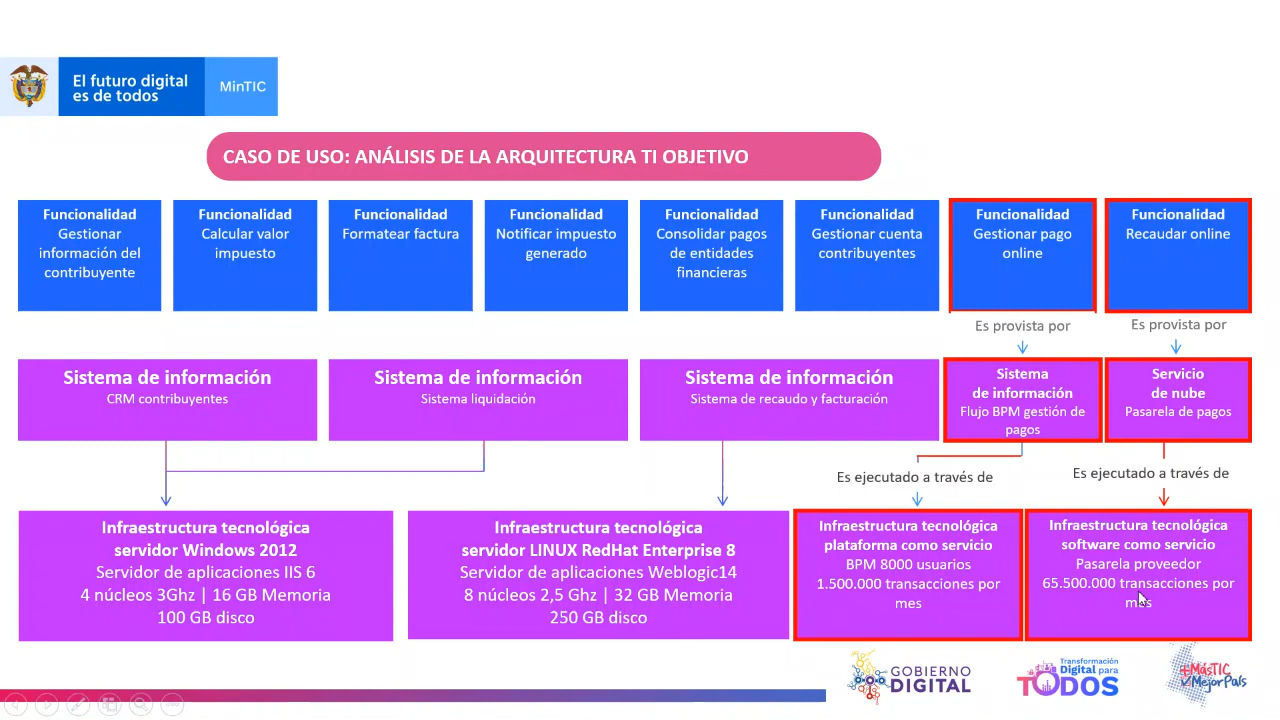 El futuro digital
es de todos
MinTIC
CASO DE USO: ANÁLISIS DE LA ARQUITECTURA TI OBJETIVO
Funcionalidad
Gestionar
información del
contribuyente
Funcionalidad
Calcular valor
impuesto
Funcionalidad
Formatear factura
Funcionalidad
Notificar impuesto
generado
Funcionalidad
Consolidar pagos
de entidades
financieras
Funcionalidad
Gestionar cuenta
contribuyentes
Funcionalidad
Gestionar pago
online
Funcionalidad
Recaudar online
Es provista por
Es provista por
Sistema de información
CRM contribuyentes
Sistema de información
Sistema liquidación
Sistema de información
Sistema de recaudo y facturación
Sistema
de información
Flujo BPM gestión de
pagos
Servicio
de nube
Pasarela de pagos
Es ejecutado a través de
Es ejecutado a través de
Infraestructura tecnológica
servidor Windows 2012
Servidor de aplicaciones IIS 6
4 núcleos 3Ghz | 16 GB Memoria
100 GB disco
Infraestructura tecnológica
servidor LINUX RedHat Enterprise 8
Servidor de aplicaciones Weblogic14
8 núcleos 2,5 Ghz | 32 GB Memoria
250 GB disco
Infraestructura tecnológica
plataforma como servicio
BPM 8000 usuarios
1.500.000 transacciones por
mes
Infraestructura tecnológica
software como servicio
Pasarela proveedor
65.500.000 transacciones por
mes
GOBIERNO
DIGITAL
Transformación
Digital para
TODOS
+MásTIC
✓MejorPaís